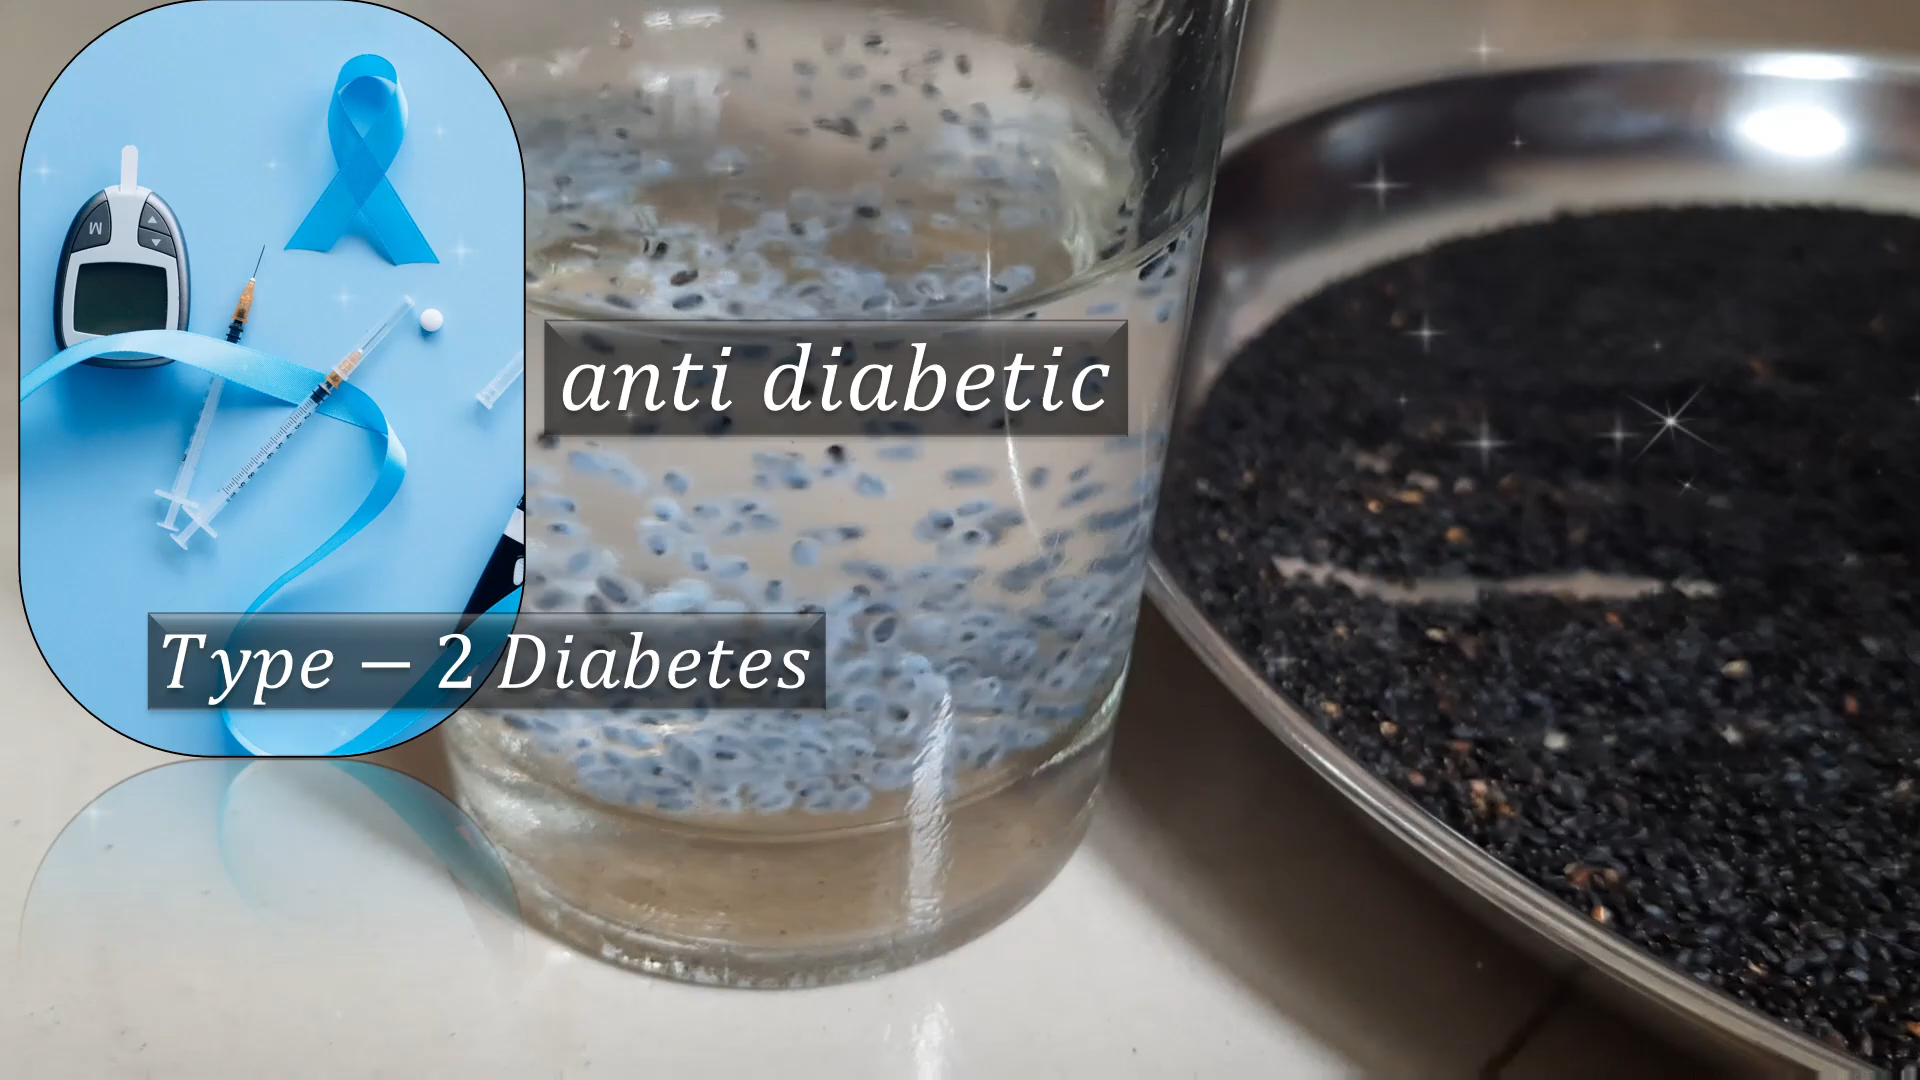 anti diabetic
Type – 2 Diabetes
M